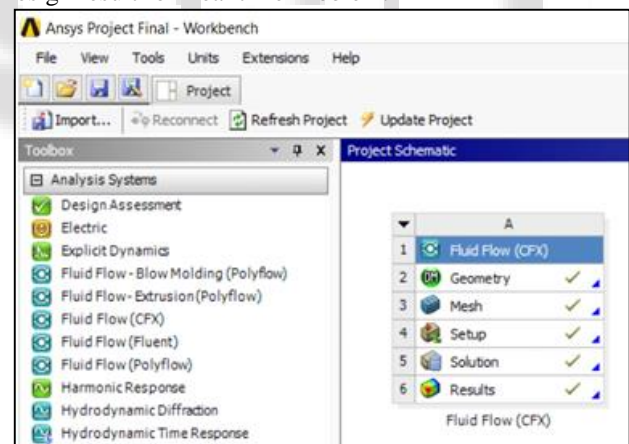 Ansys Project Final - Workbench
File View Tools Units Extensions Help
Project
Import... Reconnect Refresh Project Update Project
Toolbox
Project Schematic
Analysis Systems
Design Assessment
Electric
Explicit Dynamics
Fluid Flow - Blow Molding (Polyflow)
Fluid Flow - Extrusion (Polyflow)
Fluid Flow (CFX)
Fluid Flow (Fluent)
Fluid Flow (Polyflow)
Harmonic Response
Hydrodynamic Diffraction
Hydrodynamic Time Response
A
1 Fluid Flow (CFX)
2 Geometry
3 Mesh
4 Setup
5 Solution
6 Results
Fluid Flow (CFX)